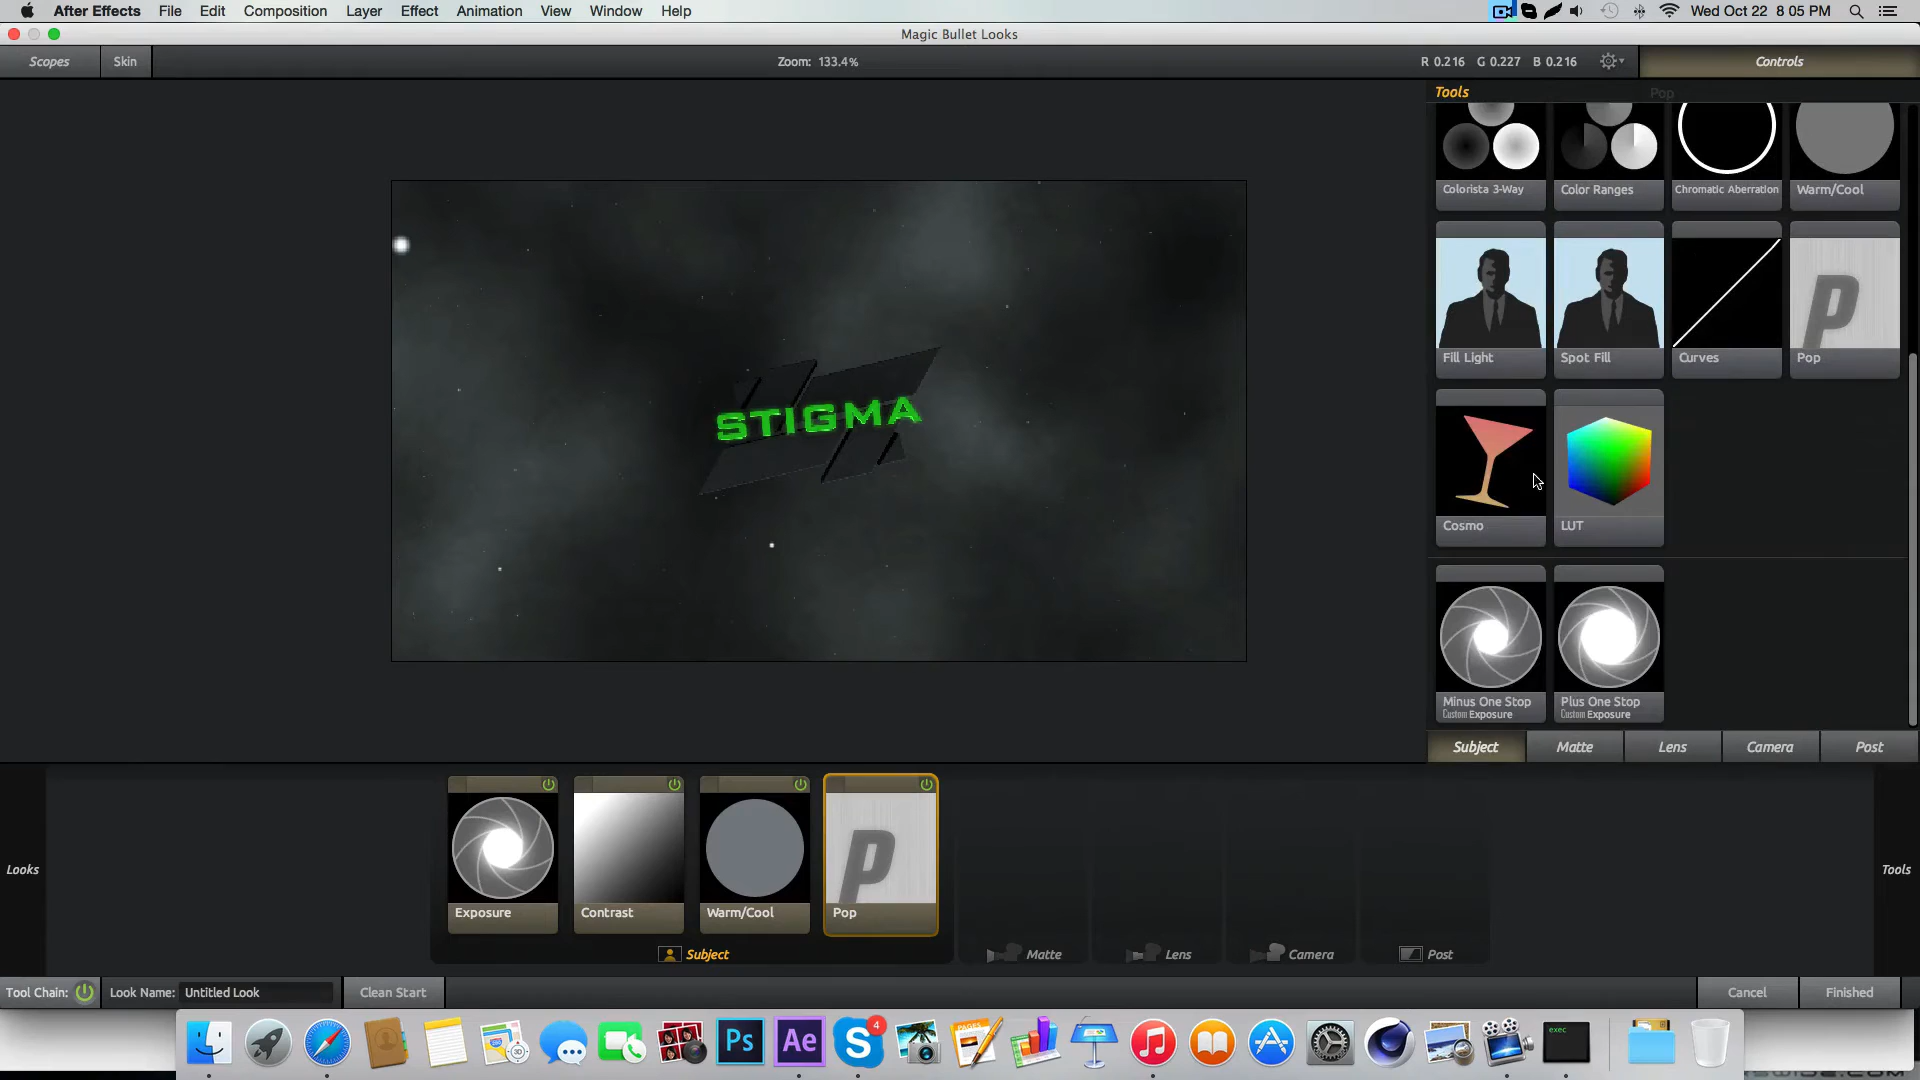 After Effects File Edit Composition Layer Effect Animation View Window Help Wed Oct 22 8:05 PM
Magic Bullet Looks
Scopes Skin Zoom: 133.4% R 0.216 G 0.227 B 0.216 Controls
Tools Pop
Colorista 3-Way Color Ranges Chromatic Aberration Warm/Cool
P
Fill Light Spot Fill Curves Pop
STIGMA
Cosmo LUT
Minus One Stop Plus One Stop
Custom Exposure Custom Exposure
Subject Matte Lens Camera Post
P
Looks Tools
Exposure Contrast Warm/Cool Pop
Subject Matte Lens Camera Post
Tool Chain: Look Name: Untitled Look Clean Start Cancel Finished
4
PAGES
exec
Ps Ae